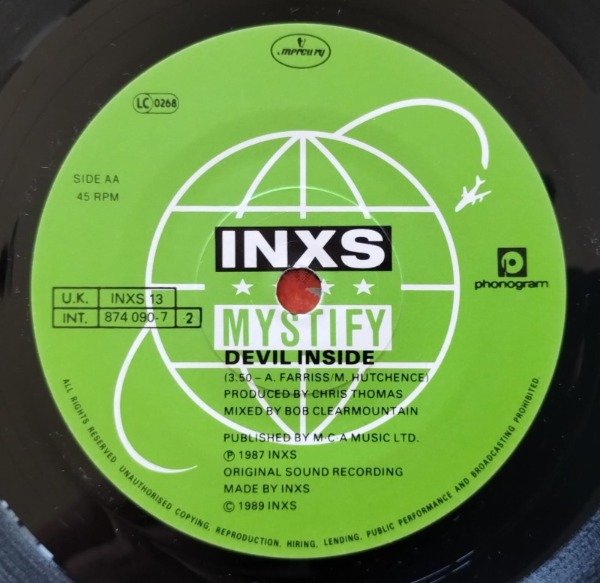 mercury
LC 0268
SIDE AA
45 RPM
INXS
phonogram
U.K. INXS 13
INT. 874 090-7 2
MYSTIFY
DEVIL INSIDE
(3.50 – A. FARRISS/M. HUTCHENCE)
PRODUCED BY CHRIS THOMAS
MIXED BY BOB CLEARMOUNTAIN
PUBLISHED BY M·C·A MUSIC LTD.
℗ 1987 INXS
ORIGINAL SOUND RECORDING
MADE BY INXS
© 1989 INXS
ALL RIGHTS RESERVED. UNAUTHORISED COPYING, REPRODUCTION, HIRING, LENDING, PUBLIC PERFORMANCE AND BROADCASTING PROHIBITED.